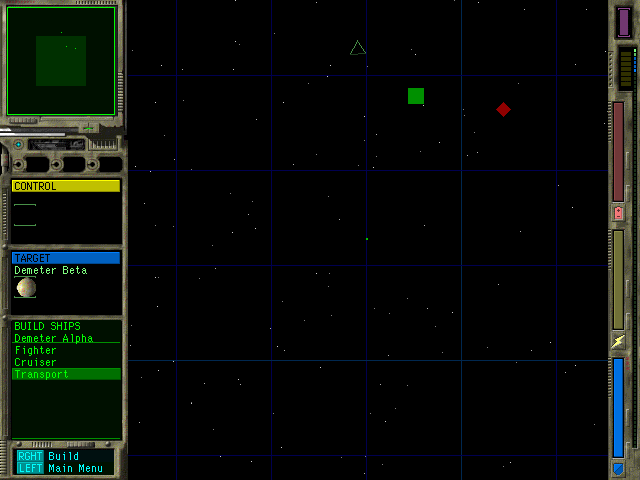 CONTROL
TARGET
Demeter Beta
BUILD SHIPS
Demeter Alpha
Fighter
Cruiser
Transport
RGHT Build
LEFT Main Menu